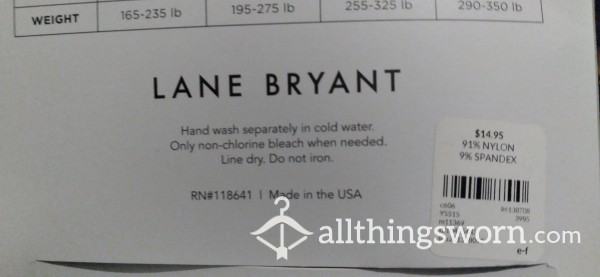 WEIGHT 165-235 lb 195-275 lb 255-325 lb 290-350 lb
LANE BRYANT
Hand wash separately in cold water.
Only non-chlorine bleach when needed.
Line dry. Do not iron.
RN#118641 | Made in the USA
$14.95
91% NYLON
9% SPANDEX
3995
e-f
allthingsworn.com